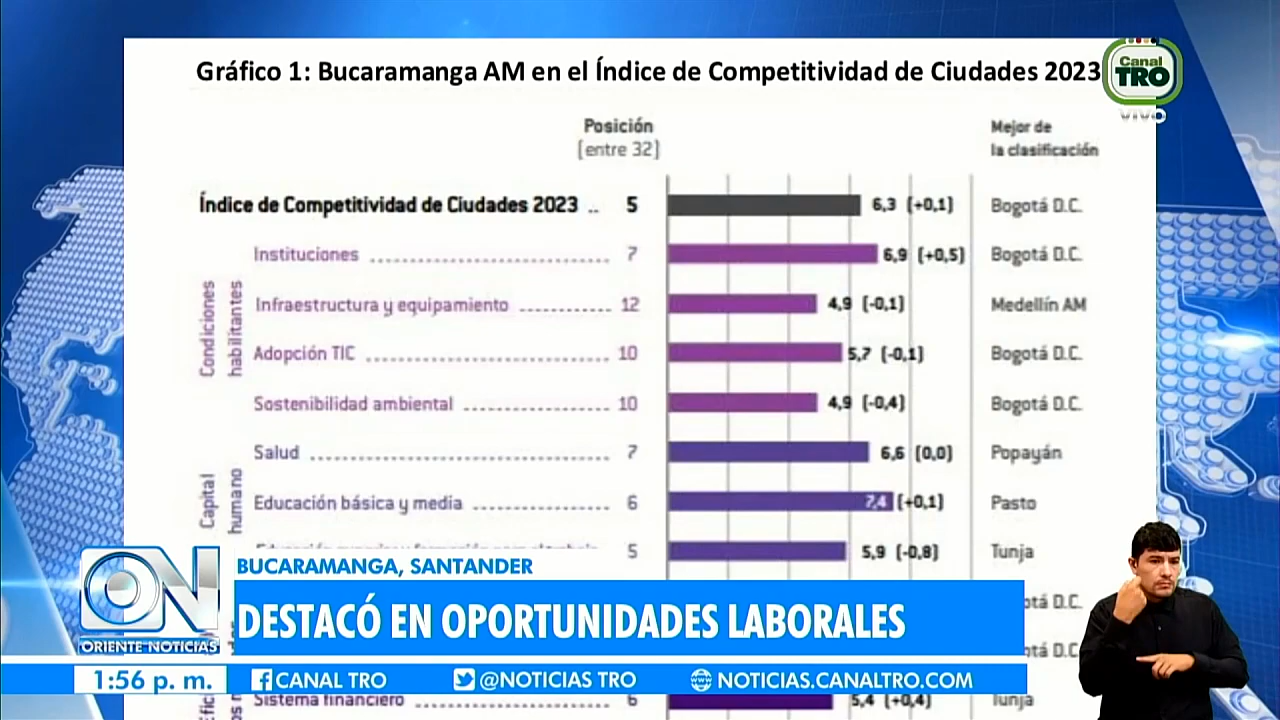 Gráfico 1: Bucaramanga AM en el Índice de Competitividad de Ciudades 2023
Canal
TRO
VIVO
Posición
(entre 32)
Mejor de
la clasificación
Índice de Competitividad de Ciudades 2023 .. 5 6,3 (+0,1) Bogotá D.C.
Condiciones
habilitantes
Instituciones 7 6,9 (+0,5) Bogotá D.C.
Infraestructura y equipamiento 12 4,9 (-0,1) Medellín AM
Adopción TIC 10 5,7 (-0,1) Bogotá D.C.
Sostenibilidad ambiental 10 4,9 (-0,4) Bogotá D.C.
Capital
humano
Salud 7 6,6 (0,0) Popayán
Educación básica y media 6 7,4 (+0,1) Pasto
5 5,9 (-0,8) Tunja
ON
ORIENTE NOTICIAS
BUCARAMANGA, SANTANDER
DESTACÓ EN OPORTUNIDADES LABORALES
1:56 p. m.
CANAL TRO
@NOTICIAS TRO
NOTICIAS.CANALTRO.COM
Sistema financiero 6 5,4 (+0,4) Tunja